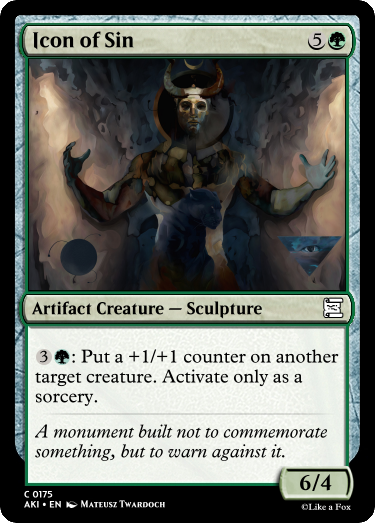 Icon of Sin 5
Artifact Creature — Sculpture
3: Put a +1/+1 counter on another
target creature. Activate only as a
sorcery.
A monument built not to commemorate
something, but to warn against it.
6/4
C 0175
AKI • EN Mateusz Twardoch
©Like a Fox